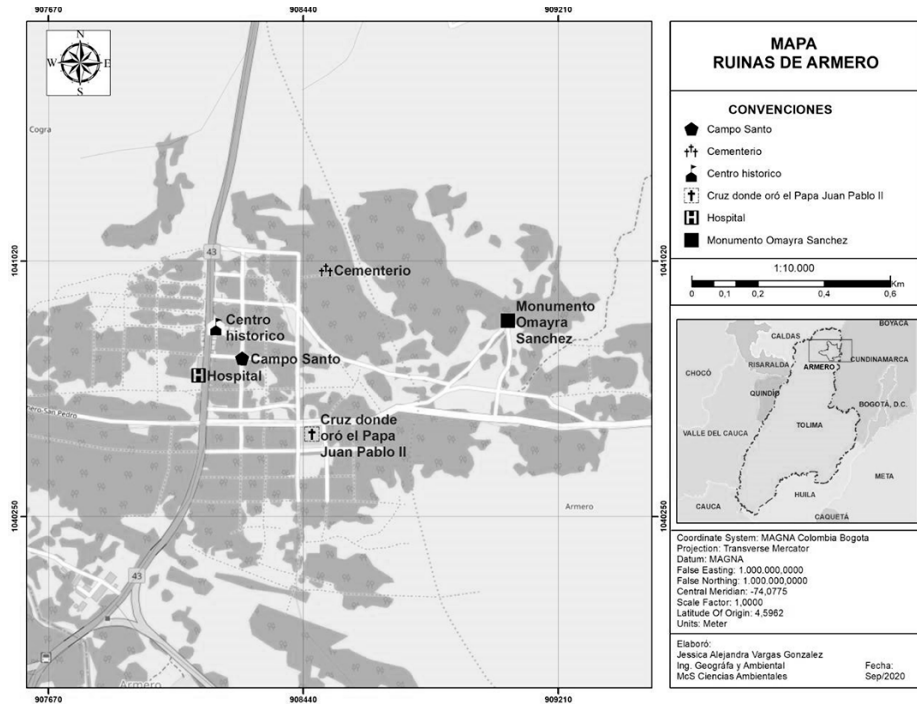 907670
908440
909210
N
W
E
S
Cogra
43
1041020
1041020
Cementerio
Monumento
Omayra
Sanchez
Centro
historico
Campo Santo
Hospital
Cruz donde
oró el Papa
Juan Pablo II
Armero
1040250
1040250
43
Armero
907670
908440
909210
MAPA
RUINAS DE ARMERO
CONVENCIONES
Campo Santo
Cementerio
Centro historico
Cruz donde oró el Papa Juan Pablo II
H Hospital
Monumento Omayra Sanchez
1:10.000
0 0,1 0,2 0,4 0,6 Km
BOYACA
CALDAS
CUNDINAMARCA
RISARALDA
ARMERO
CHOCÓ
QUINDÍO
BOGOTÁ, D.C.
TOLIMA
VALLE DEL CAUCA
META
HUILA
CAUCA
CAQUETÁ
Coordinate System: MAGNA Colombia Bogota
Projection: Transverse Mercator
Datum: MAGNA
False Easting: 1.000.000,0000
False Northing: 1.000.000,0000
Central Meridian: -74,0775
Scale Factor: 1,0000
Latitude Of Origin: 4,5962
Units: Meter
Elaboró:
Jessica Alejandra Vargas Gonzalez
Ing. Geográfa y Ambiental
McS Ciencias Ambientales
Fecha:
Sep/2020